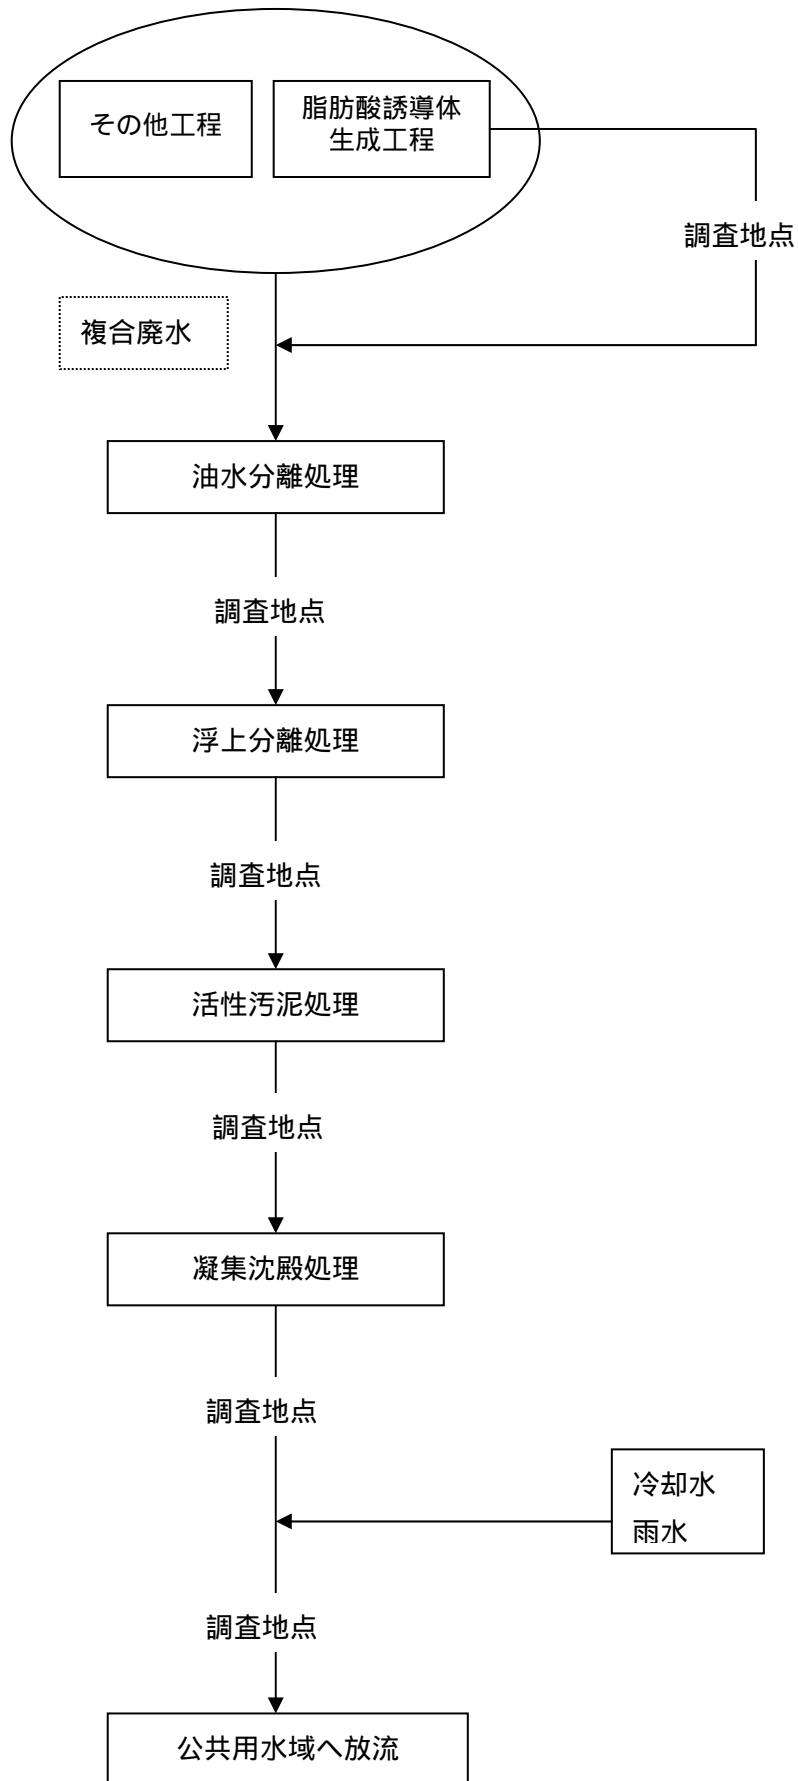 その他工程
脂肪酸誘導体
生成工程
調査地点
複合廃水
油水分離処理
調査地点
浮上分離処理
調査地点
活性汚泥処理
調査地点
凝集沈殿処理
調査地点
冷却水
雨水
調査地点
公共用水域へ放流